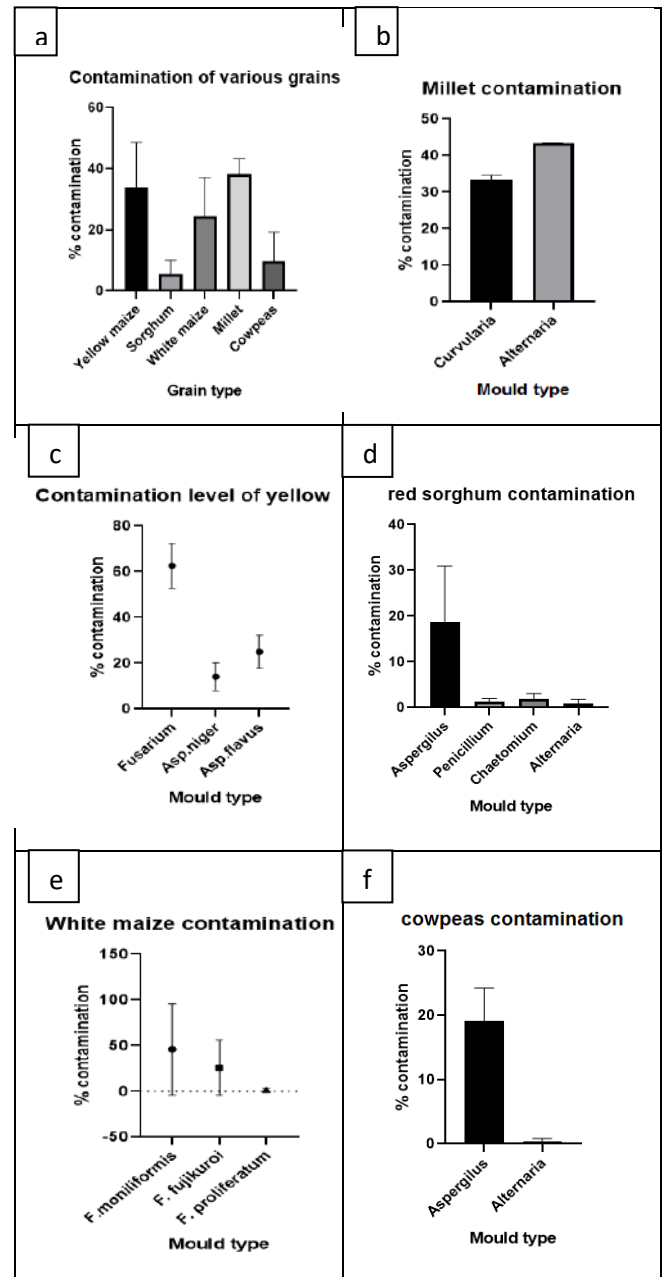 a
Contamination of various grains
% contamination
60
40
20
0
Yellow maize
Sorghum
White maize
Millet
Cowpeas
Grain type
b
Millet contamination
% contamination
50
40
30
20
10
0
Curvularia
Alternaria
Mould type
c
Contamination level of yellow
% contamination
80
60
40
20
0
Fusarium
Asp.niger
Asp.flavus
Mould type
d
red sorghum contamination
% contamination
40
30
20
10
0
Aspergilus
Penicillium
Chaetomium
Alternaria
Mould type
e
White maize contamination
% contamination
150
100
50
0
-50
F.moniliformis
F. fujikuroi
F. proliferatum
Mould type
f
cowpeas contamination
% contamination
30
20
10
0
Aspergilus
Alternaria
Mould type